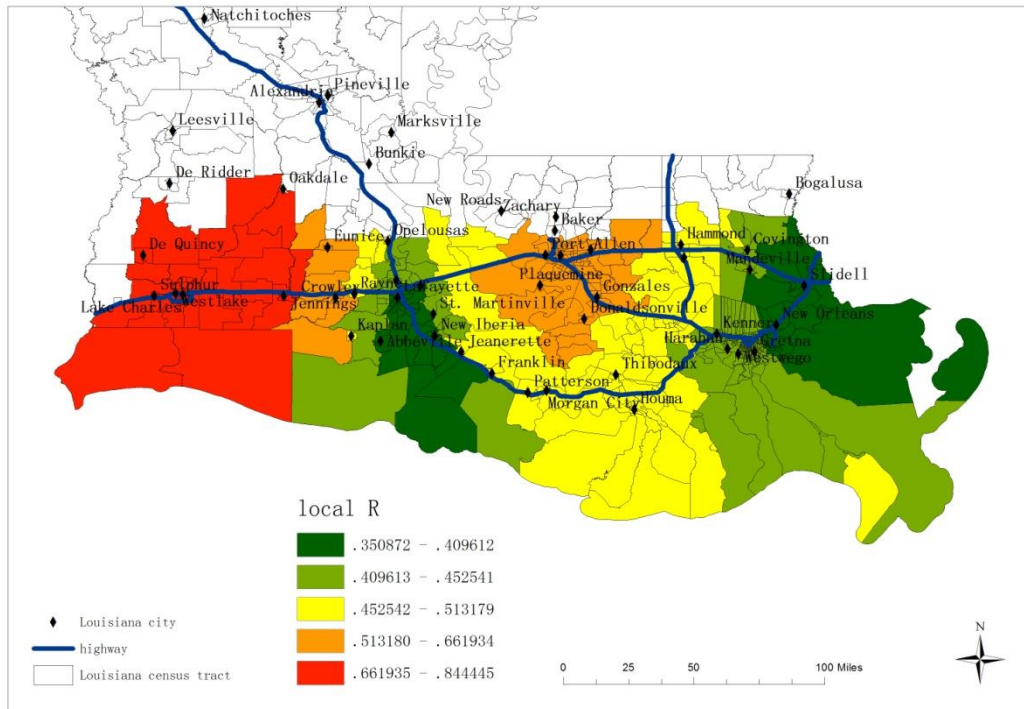 Natchitoches
Pineville
Alexandria
Leesville
Marksville
Bunkie
De Ridder
Oakdale
New Roads
Zachary
Baker
Bogalusa
Eunice
Opelousas
Hammond
Covington
De Quincy
Port Allen
Mandeville
Sulphur
Westlake
Lake Charles
Jennings
Crowley
Rayne
Lafayette
Plaquemine
Gonzales
Slidell
St. Martinville
Donaldsonville
New Orleans
Kaplan
Abbeville
New Iberia
Jeanerette
Harahan
Kenner
Gretna
Westwego
Franklin
Thibodaux
Patterson
Morgan City
Houma
local R
.350872 - .409612
.409613 - .452541
.452542 - .513179
.513180 - .661934
.661935 - .844445
Louisiana city
highway
Louisiana census tract
0 25 50 100 Miles
N